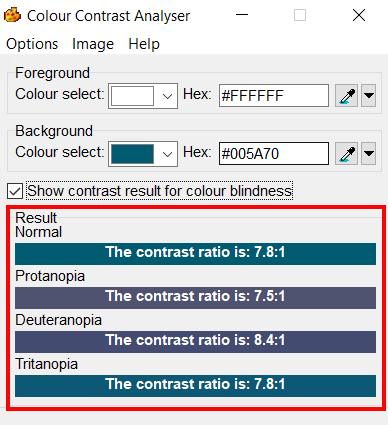 Colour Contrast Analyser
Options Image Help
Foreground
Colour select: Hex: #FFFFFF
Background
Colour select: Hex: #005A70
Show contrast result for colour blindness
Result
Normal
The contrast ratio is: 7.8:1
Protanopia
The contrast ratio is: 7.5:1
Deuteranopia
The contrast ratio is: 8.4:1
Tritanopia
The contrast ratio is: 7.8:1